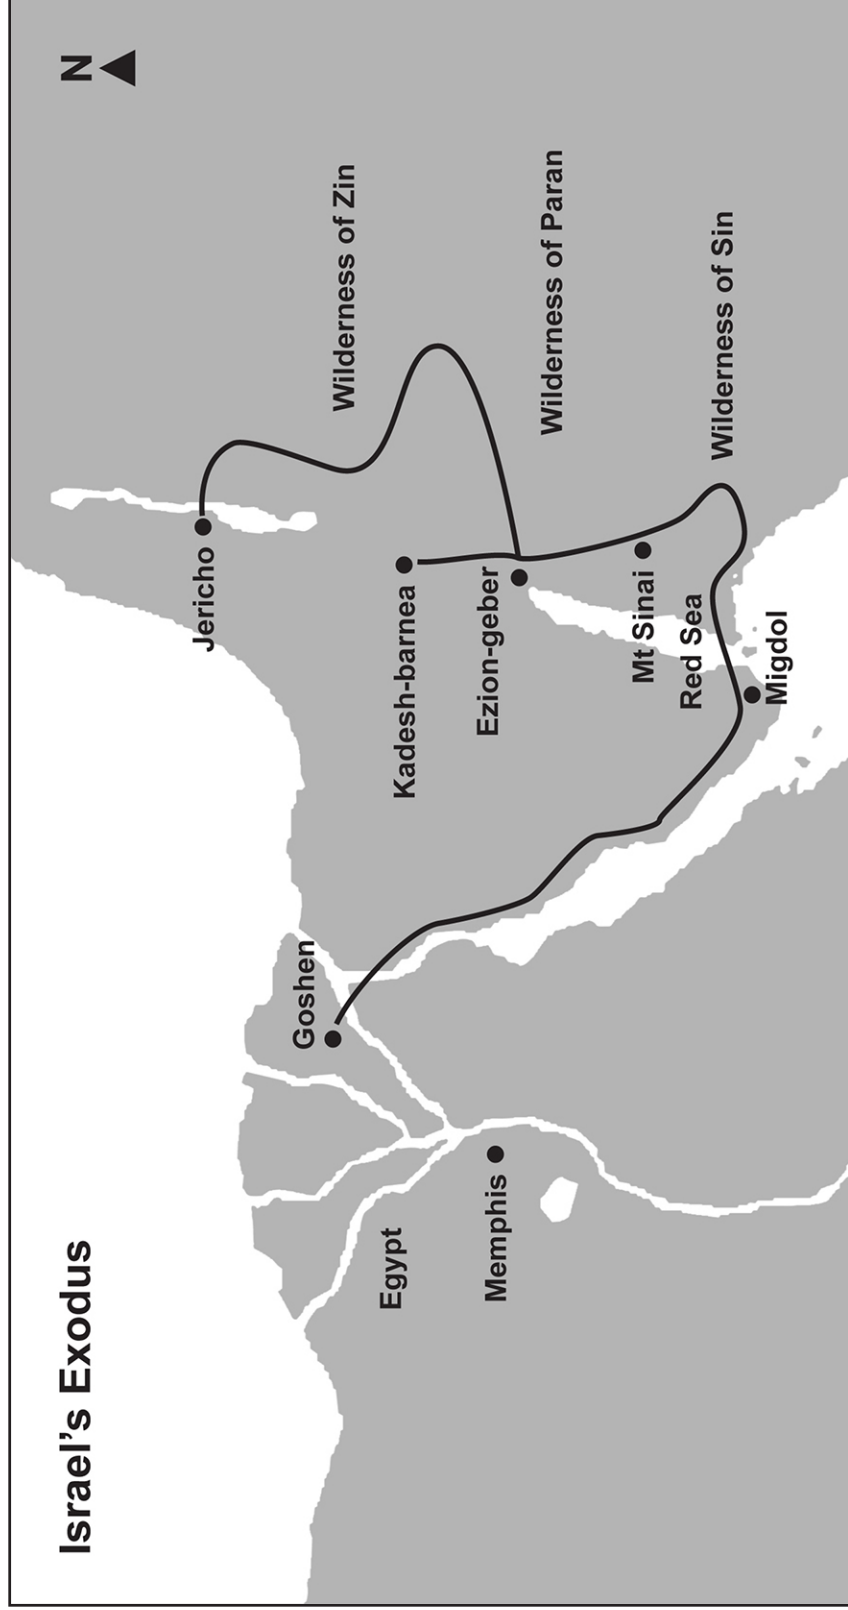 Israel's Exodus
N
Jericho
Goshen
Wilderness of Zin
Egypt
Kadesh-barnea
Memphis
Ezion-geber
Wilderness of Paran
Mt Sinai
Red Sea
Wilderness of Sin
Migdol